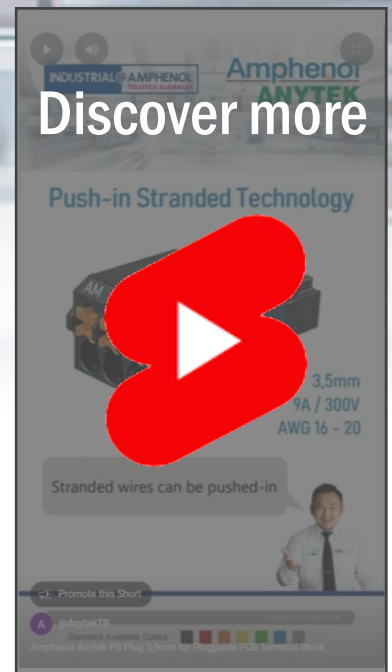 INDUSTRIAL@AMPHENOL
TRUSTED GLOBALLY
Amphenol
ANYTEK
Discover more
Push-in Stranded Technology
AM
3,5mm
9A / 300V
AWG 16 - 20
Stranded wires can be pushed-in
Promote this Short
A
@AnytekTB
Amphenol Industrial
Standard Available Colors
Amphenol Anytek PS Plug 3,5mm for Pluggable PCB Terminal Block